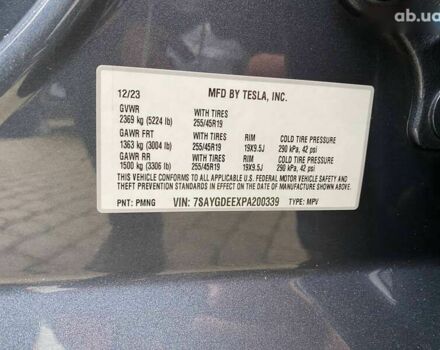 ab.ua
12/23 MFD BY TESLA, INC.
GVWR WITH TIRES
2369 kg (5224 lb) 255/45R19
GAWR FRT WITH TIRES RIM COLD TIRE PRESSURE
1363 kg (3004 lb) 255/45R19 19X9.5J 290 kPa, 42 psi
GAWR RR WITH TIRES RIM COLD TIRE PRESSURE
1500 kg (3306 lb) 255/45R19 19X9.5J 290 kPa, 42 psi
THIS VEHICLE CONFORMS TO ALL APPLICABLE U.S. FEDERAL MOTOR VEHICLE SAFETY AND
THEFT PREVENTION STANDARDS IN EFFECT ON THE DATE OF MANUFACTURE SHOWN ABOVE.
PNT: PMNG VIN: 7SAYGDEEXPA200339 TYPE: MPV